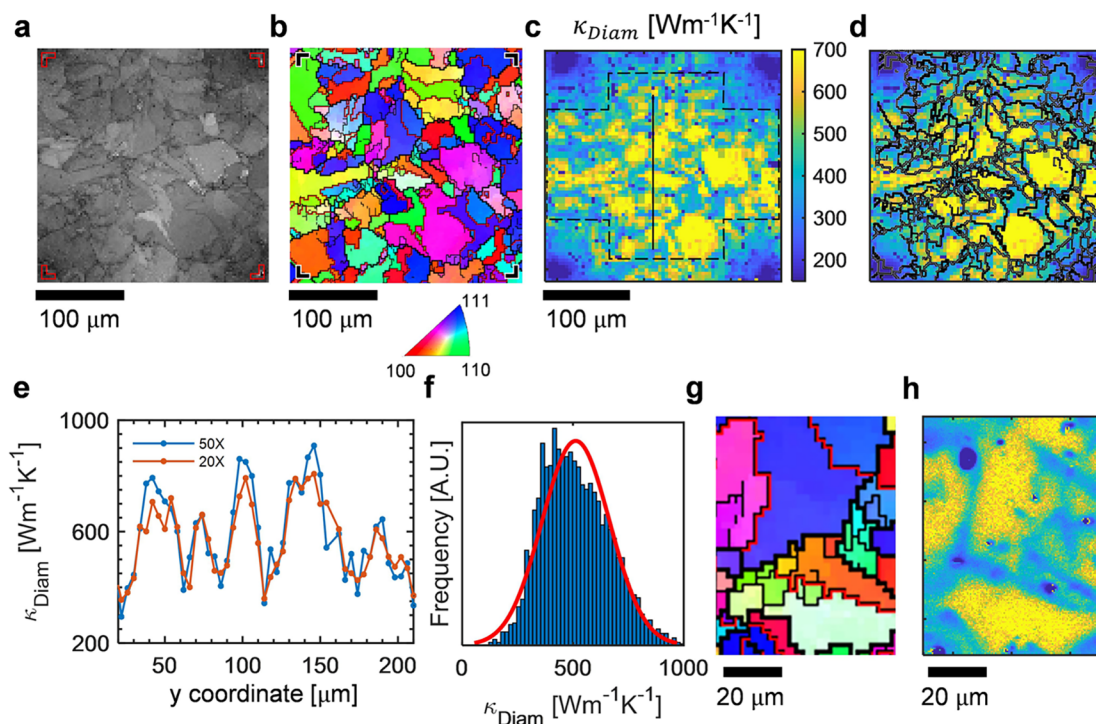 a
b
c
κ_Diam [Wm⁻¹K⁻¹]
d
700
600
500
400
300
200
100 μm
100 μm
111
100
110
100 μm
e
1000
600
200
κ_Diam [Wm⁻¹K⁻¹]
50X
20X
50
100
150
200
y coordinate [μm]
f
Frequency [A.U.]
0
500
1000
κ_Diam [Wm⁻¹K⁻¹]
g
20 μm
h
20 μm